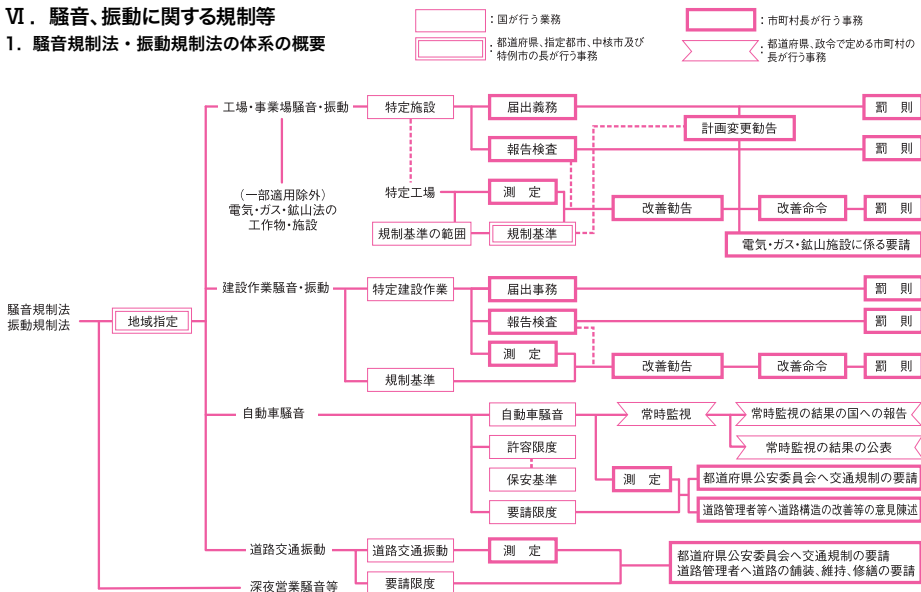 Ⅵ．騒音、振動に関する規制等
1．騒音規制法・振動規制法の体系の概要
：国が行う業務
：市町村長が行う事務
：都道府県、指定都市、中核市及び
特例市の長が行う事務
：都道府県、政令で定める市町村の
長が行う事務
工場・事業場騒音・振動
特定施設
届出義務
罰　則
計画変更勧告
報告検査
罰　則
（一部適用除外）
電気・ガス・鉱山法の
工作物・施設
特定工場
測　定
改善勧告
改善命令
罰　則
規制基準の範囲
規制基準
電気・ガス・鉱山施設に係る要請
建設作業騒音・振動
特定建設作業
届出事務
罰　則
騒音規制法
振動規制法
地域指定
報告検査
罰　則
測　定
改善勧告
改善命令
罰　則
規制基準
自動車騒音
自動車騒音
常時監視
常時監視の結果の国への報告
許容限度
常時監視の結果の公表
保安基準
測　定
都道府県公安委員会へ交通規制の要請
要請限度
道路管理者等へ道路構造の改善等の意見陳述
道路交通振動
道路交通振動
測　定
都道府県公安委員会へ交通規制の要請
道路管理者へ道路の舗装、維持、修繕の要請
要請限度
深夜営業騒音等